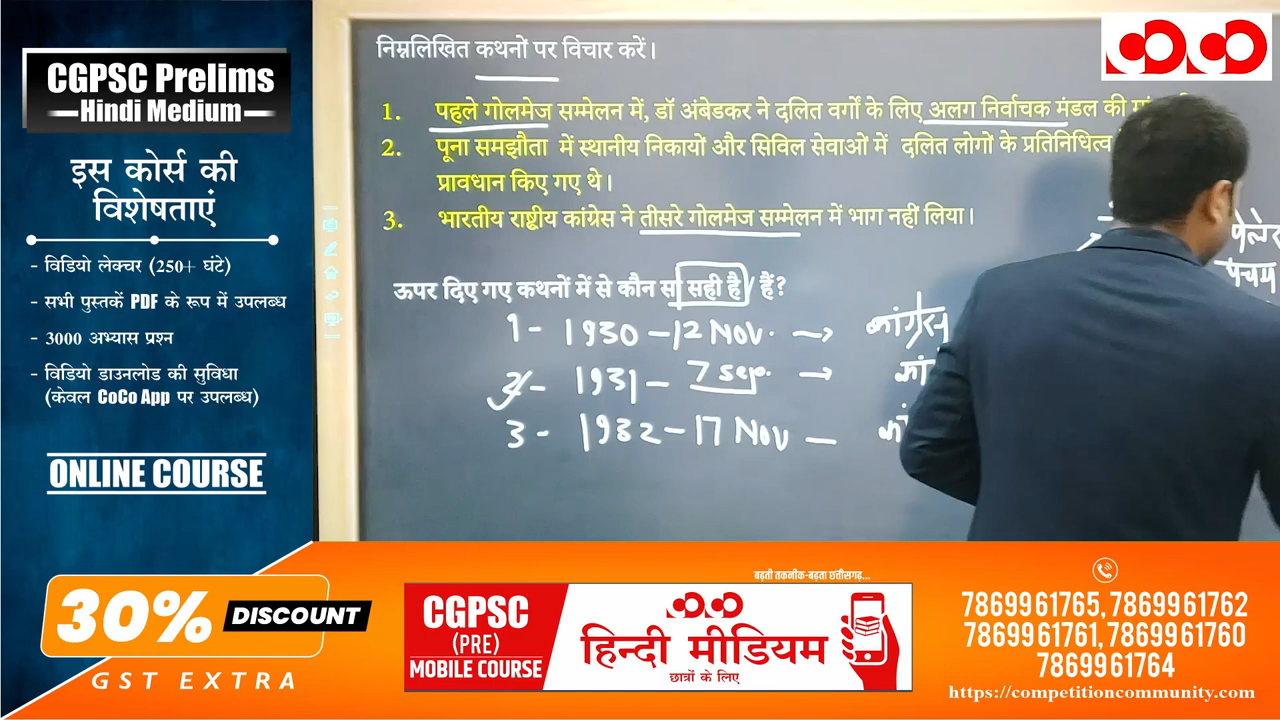 CGPSC Prelims
Hindi Medium
इस कोर्स की
विशेषताएं
- विडियो लेक्चर (250+ घंटे)
- सभी पुस्तकें PDF के रूप में उपलब्ध
- 3000 अभ्यास प्रश्न
- विडियो डाउनलोड की सुविधा
(केवल CoCo App पर उपलब्ध)
ONLINE COURSE
निम्नलिखित कथनों पर विचार करें।
1. पहले गोलमेज सम्मेलन में, डॉ अंबेडकर ने दलित वर्गों के लिए अलग निर्वाचक मंडल की
2. पूना समझौता में स्थानीय निकायों और सिविल सेवाओं में दलित लोगों के प्रतिनिधित्व
प्रावधान किए गए थे।
3. भारतीय राष्ट्रीय कांग्रेस ने तीसरे गोलमेज सम्मेलन में भाग नहीं लिया।
ऊपर दिए गए कथनों में से कौन सा सही है / हैं?
1- 1930 - 12 Nov. → कांग्रेस
2- 1931 - 7 Sep. → कां
3- 1932 - 17 Nov -
पंचम
30% DISCOUNT
GST EXTRA
CGPSC
(PRE)
MOBILE COURSE
बढ़ती तकनीक-बढ़ता छत्तीसगढ़...
हिन्दी मीडियम
छात्रों के लिए
7869961765, 7869961762
7869961761, 7869961760
7869961764
https://competitioncommunity.com